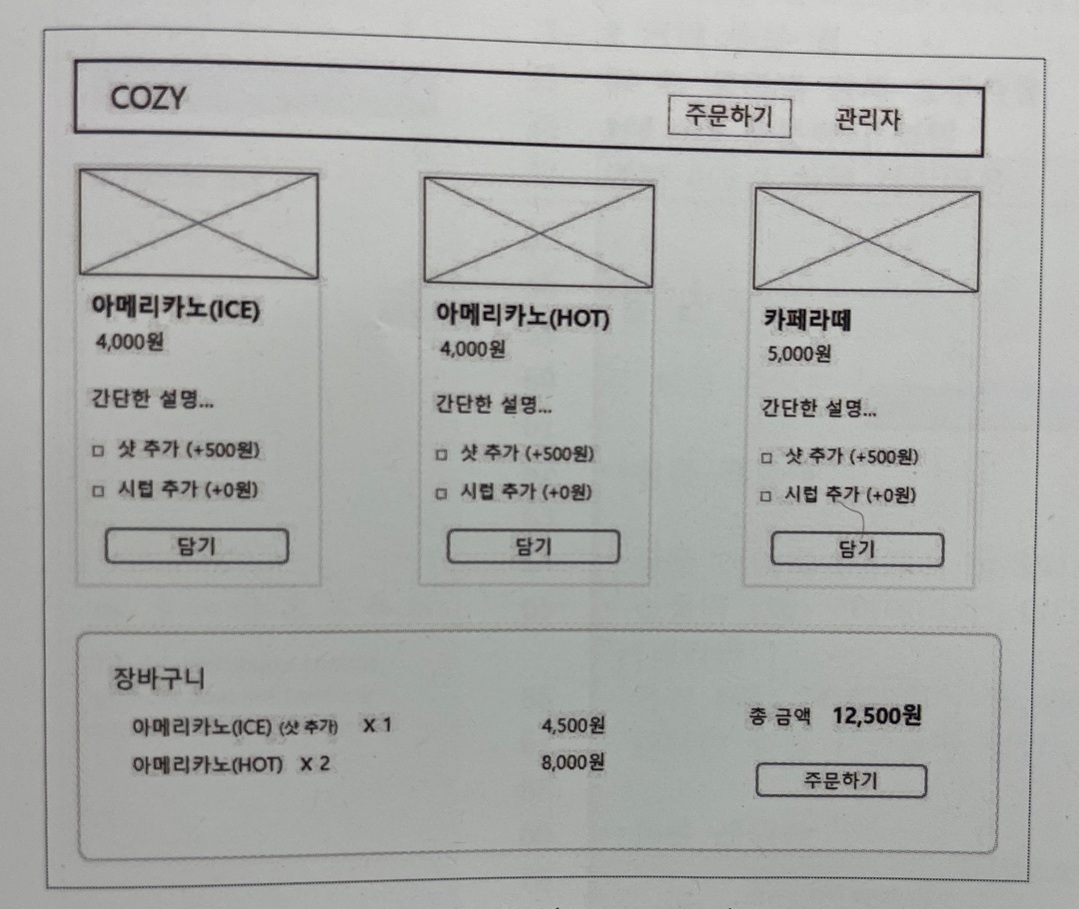 COZY
주문하기 관리자
아메리카노(ICE)
4,000원
간단한 설명...
샷 추가 (+500원)
시럽 추가 (+0원)
담기
아메리카노(HOT)
4,000원
간단한 설명...
샷 추가 (+500원)
시럽 추가 (+0원)
담기
카페라떼
5,000원
간단한 설명...
샷 추가 (+500원)
시럽 추가 (+0원)
담기
장바구니
아메리카노(ICE) (샷 추가) X 1 4,500원
아메리카노(HOT) X 2 8,000원
총 금액 12,500원
주문하기